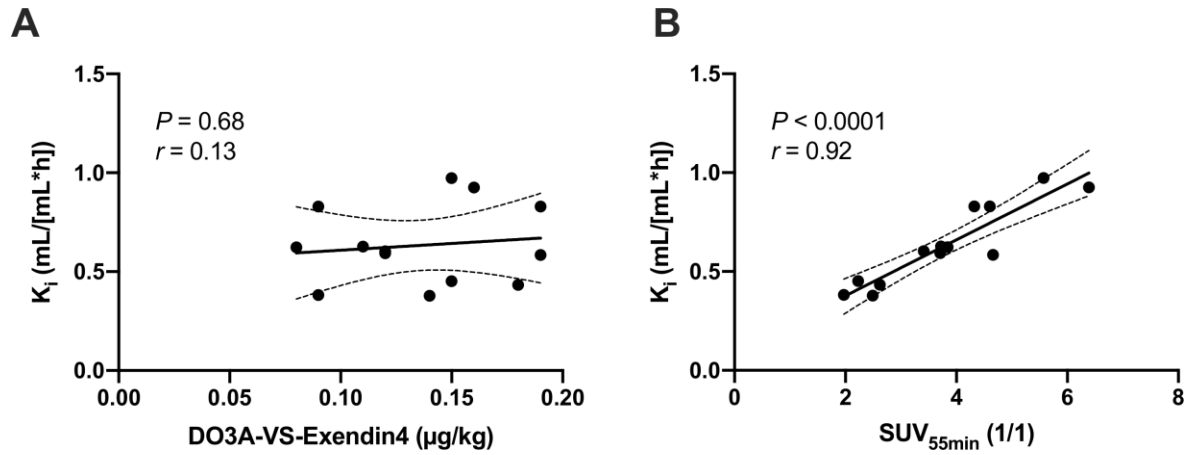 A
1.5
P = 0.68
r = 0.13
1.0
0.5
0.0
0.00 0.05 0.10 0.15 0.20
Kᵢ (mL/[mL*h])
DO3A-VS-Exendin4 (µg/kg)
B
1.5
P < 0.0001
r = 0.92
1.0
0.5
0.0
0 2 4 6 8
Kᵢ (mL/[mL*h])
SUV55min (1/1)